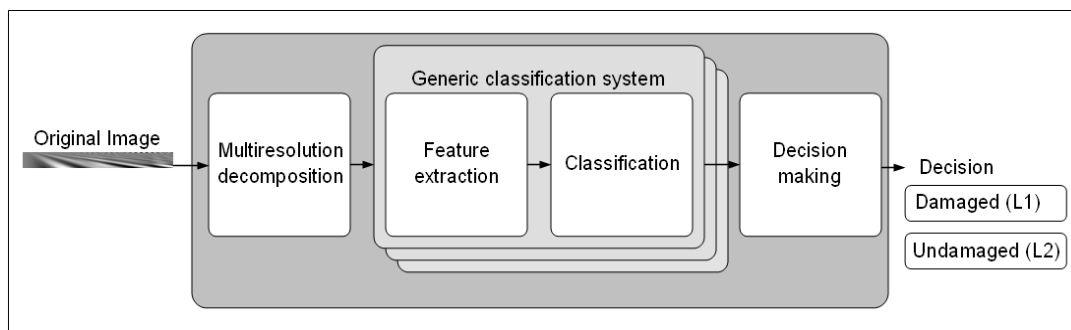 Generic classification system
Original Image
Multiresolution
decomposition
Feature
extraction
Classification
Decision
making
Decision
Damaged (L1)
Undamaged (L2)